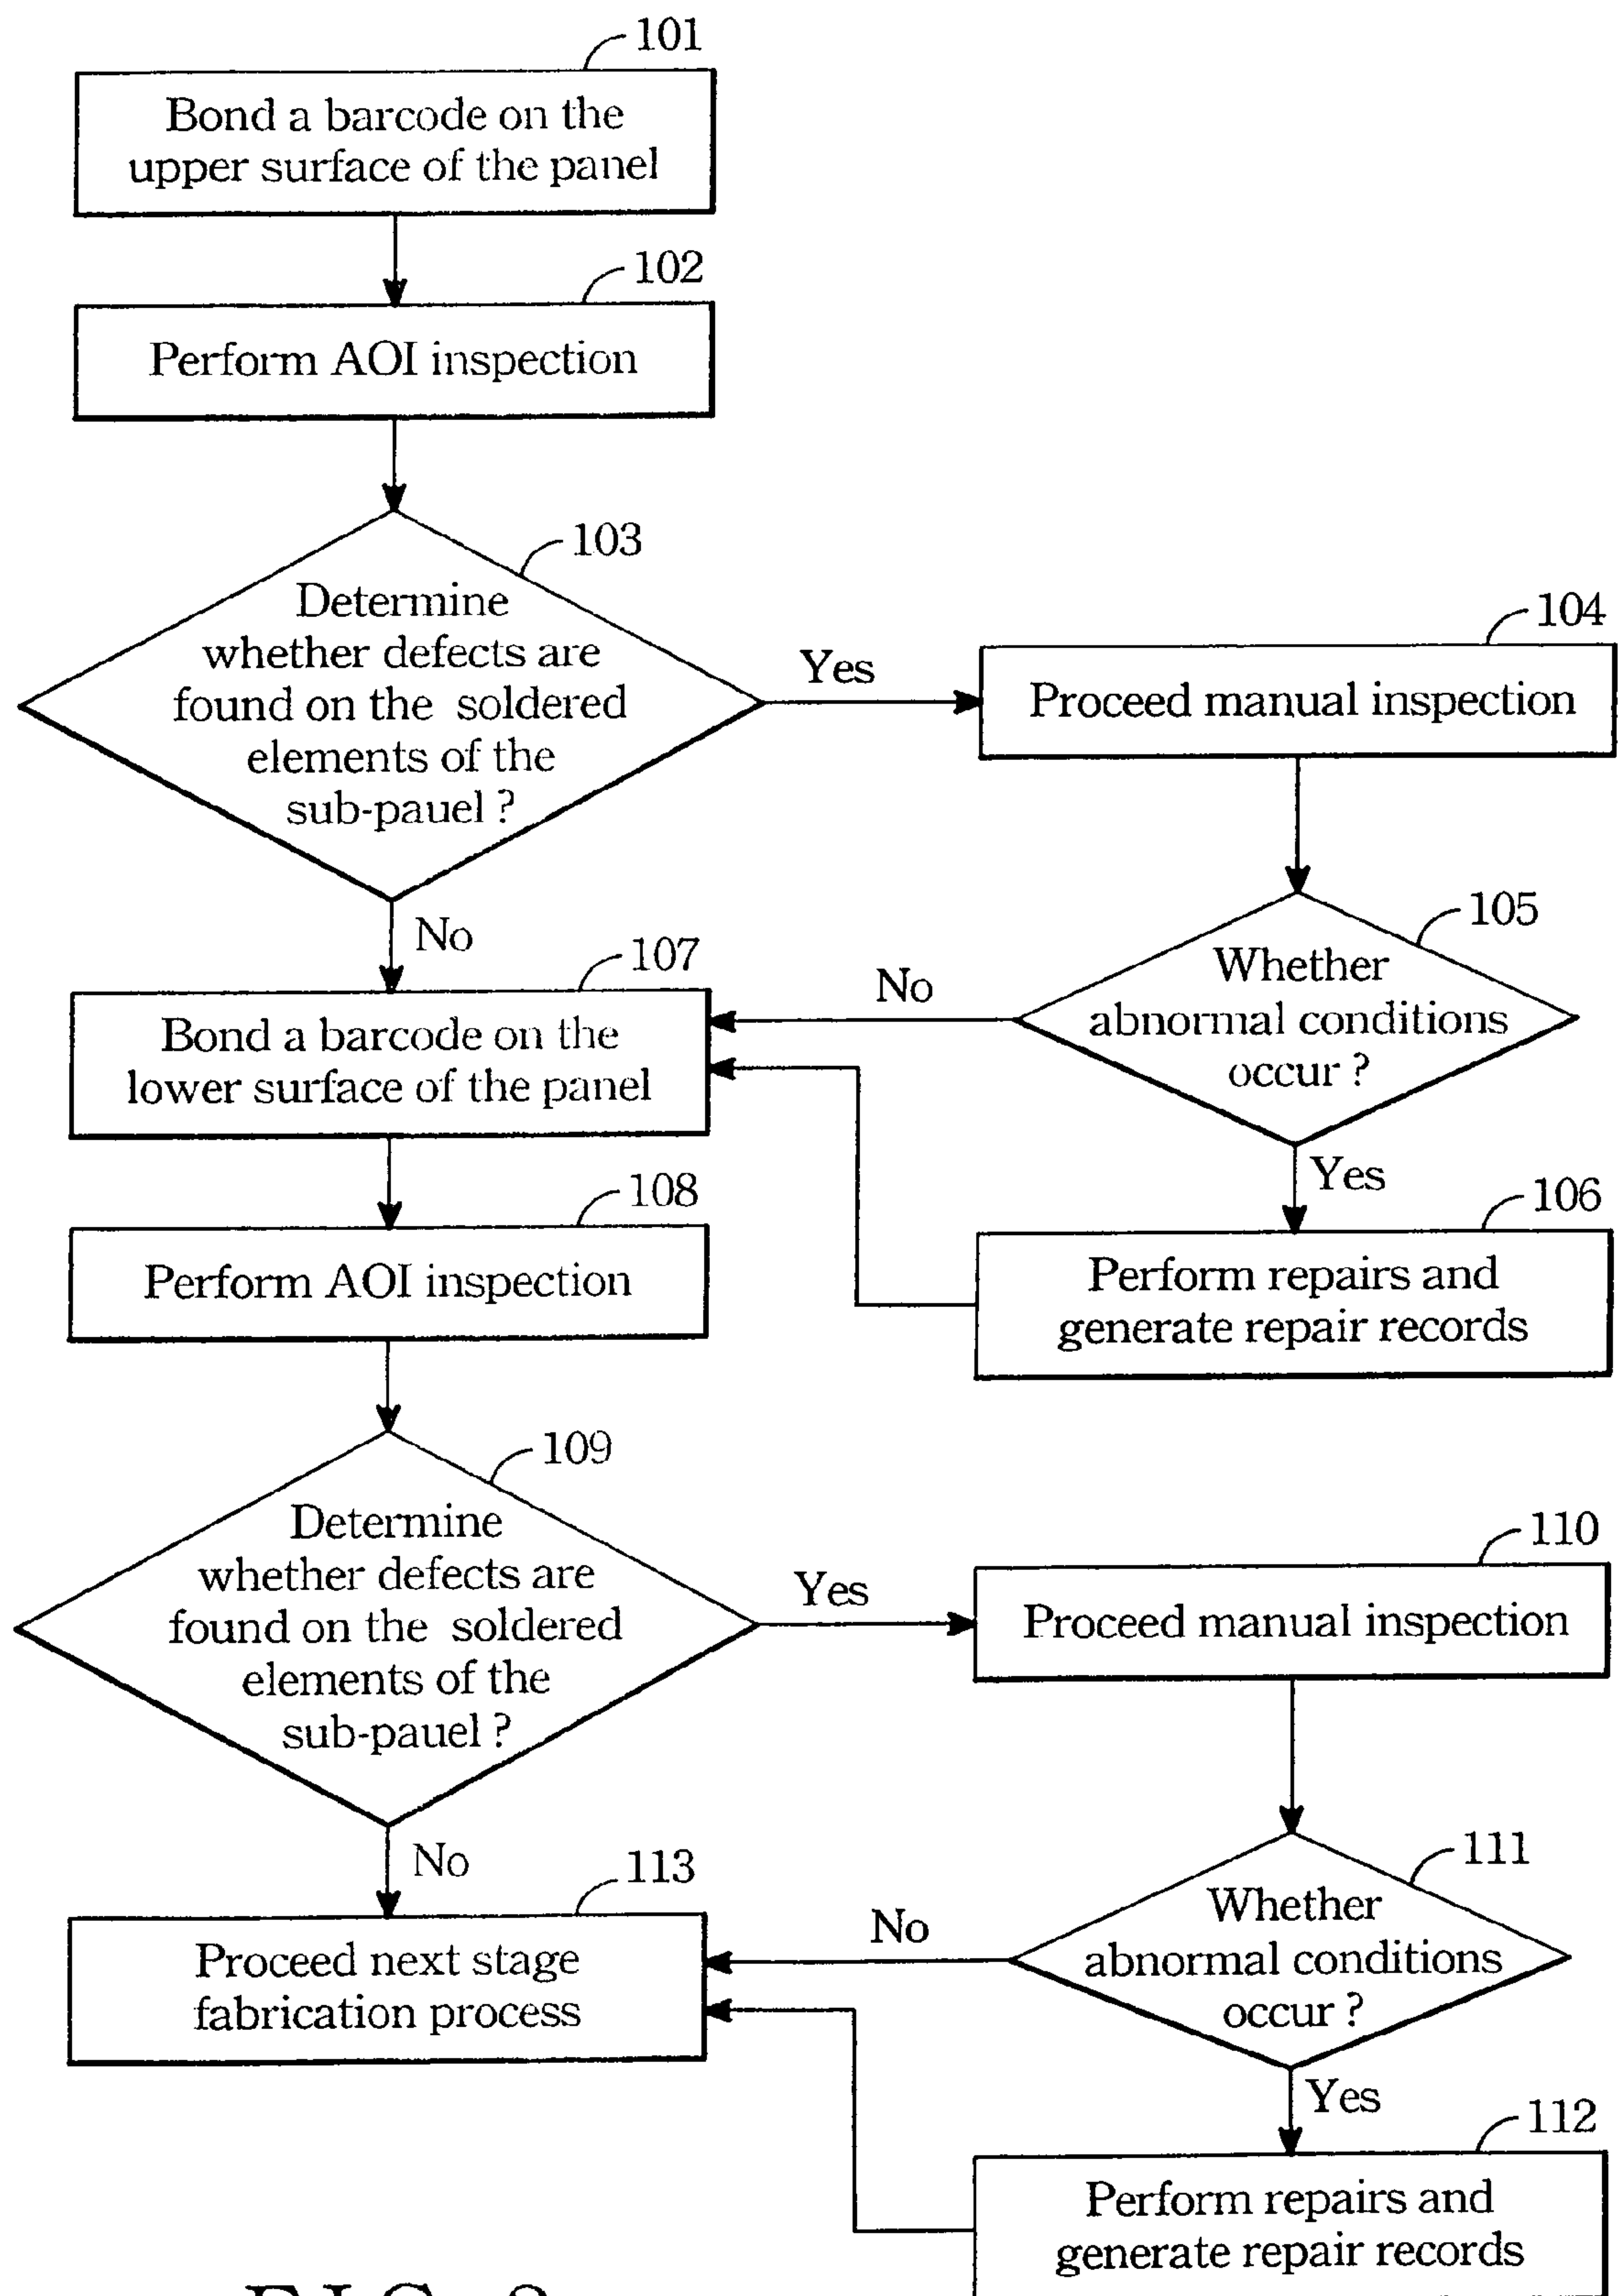 101
Bond a barcode on the
upper surface of the panel
102
Perform AOI inspection
103
Determine
whether defects are
found on the soldered
elements of the
sub-pauel ?
Yes
104
Proceed manual inspection
No
105
Whether
abnormal conditions
occur ?
No
107
Bond a barcode on the
lower surface of the panel
Yes
106
Perform repairs and
generate repair records
108
Perform AOI inspection
109
Determine
whether defects are
found on the soldered
elements of the
sub-pauel ?
Yes
110
Proceed manual inspection
No
111
Whether
abnormal conditions
occur ?
No
113
Proceed next stage
fabrication process
Yes
112
Perform repairs and
generate repair records